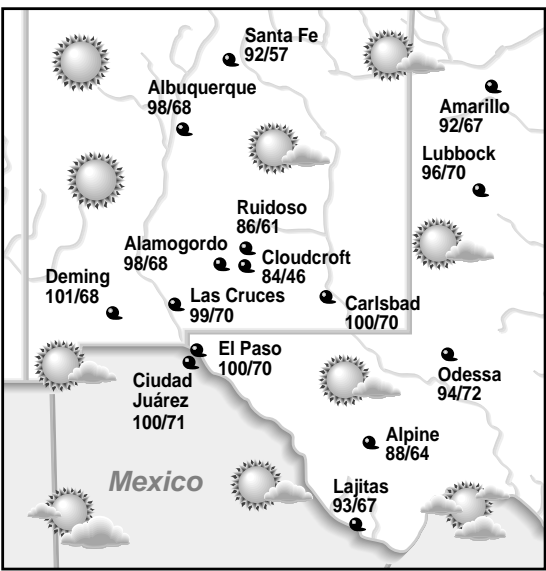 Santa Fe
92/57
Albuquerque
98/68
Amarillo
92/67
Lubbock
96/70
Ruidoso
86/61
Alamogordo
98/68
Cloudcroft
84/46
Deming
101/68
Las Cruces
99/70
Carlsbad
100/70
El Paso
100/70
Ciudad
Juárez
100/71
Odessa
94/72
Alpine
88/64
Mexico
Lajitas
93/67